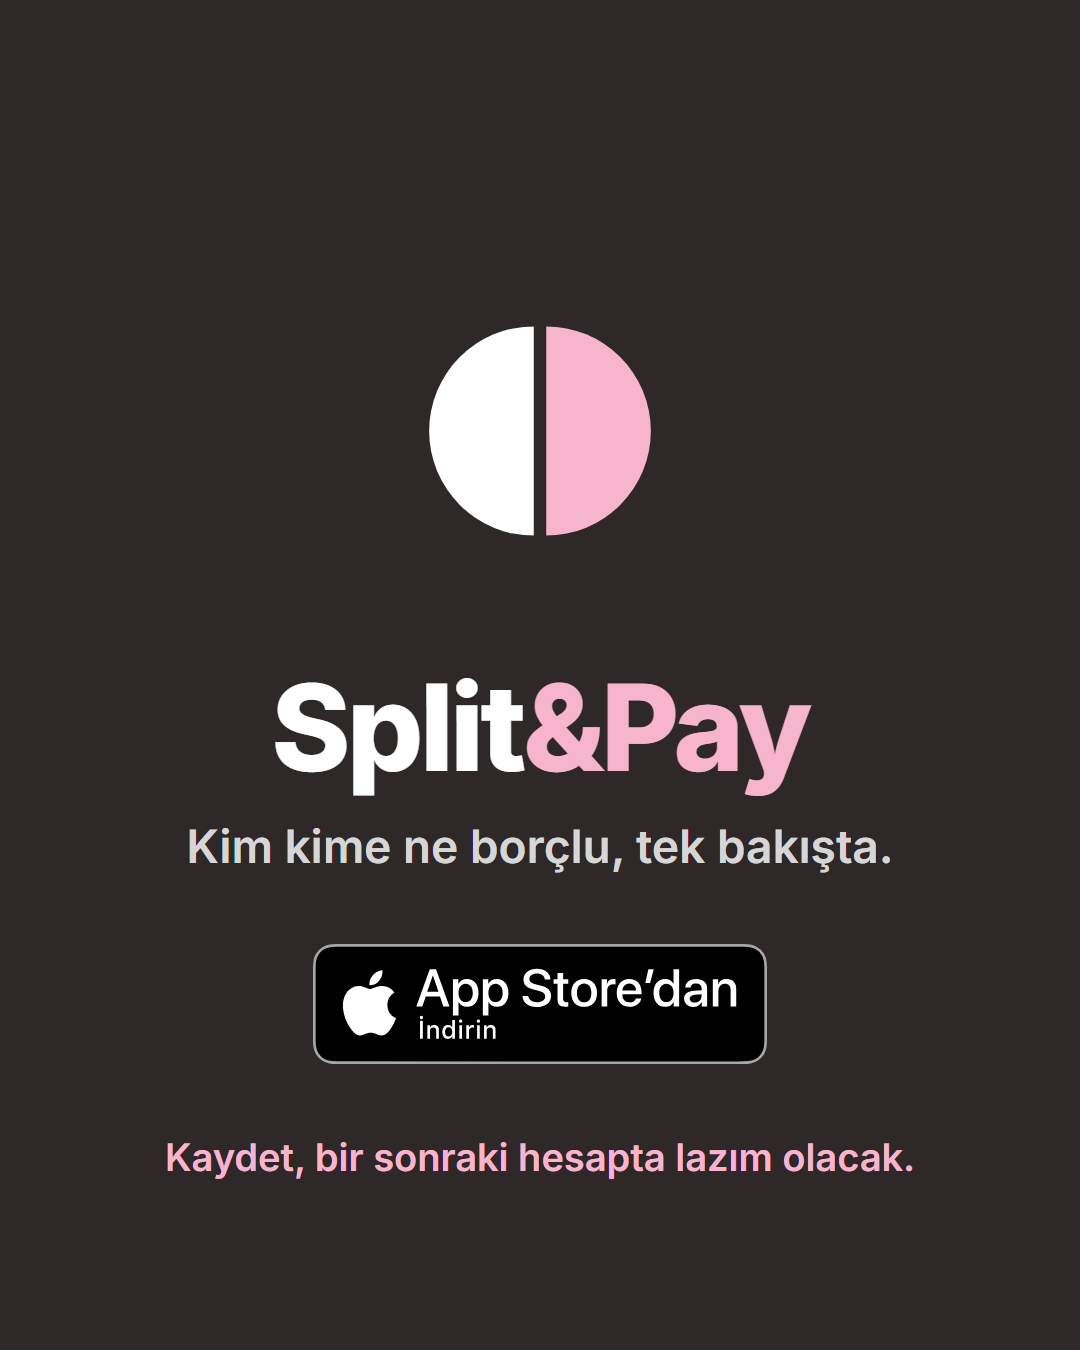 Split&Pay
Kim kime ne borçlu, tek bakışta.
App Store’dan
İndirin
Kaydet, bir sonraki hesapta lazım olacak.